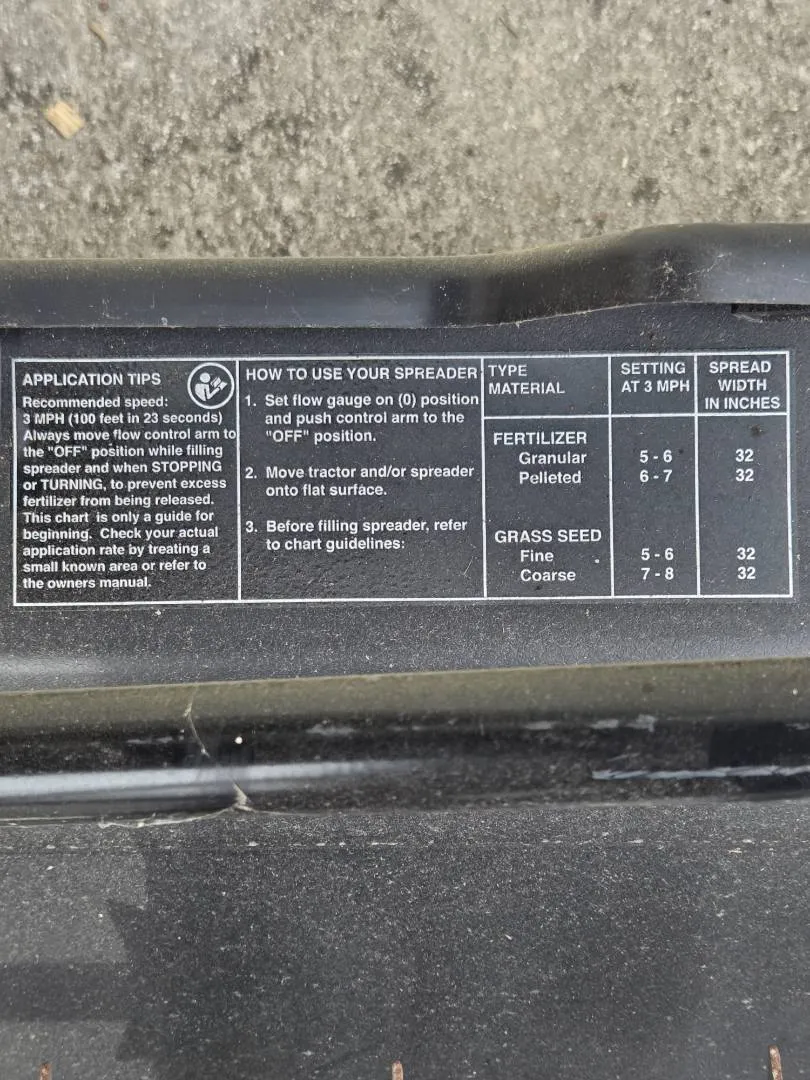 APPLICATION TIPS
Recommended speed:
3 MPH (100 feet in 23 seconds)
Always move flow control arm to
the "OFF" position while filling
spreader and when STOPPING
or TURNING, to prevent excess
fertilizer from being released.
This chart is only a guide for
beginning. Check your actual
application rate by treating a
small known area or refer to
the owners manual.
HOW TO USE YOUR SPREADER
1. Set flow gauge on (0) position
and push control arm to the
"OFF" position.
2. Move tractor and/or spreader
onto flat surface.
3. Before filling spreader, refer
to chart guidelines:
TYPE MATERIAL SETTING AT 3 MPH SPREAD WIDTH IN INCHES
FERTILIZER
Granular 5 - 6 32
Pelleted 6 - 7 32
GRASS SEED
Fine 5 - 6 32
Coarse 7 - 8 32